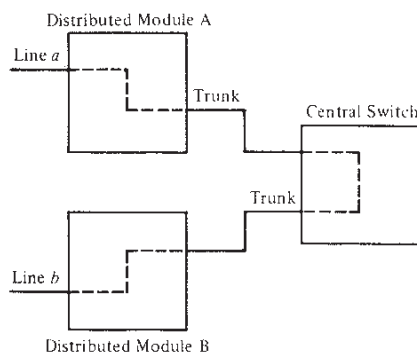 Distributed Module A
Line a
Trunk
Central Switch
Trunk
Line b
Distributed Module B